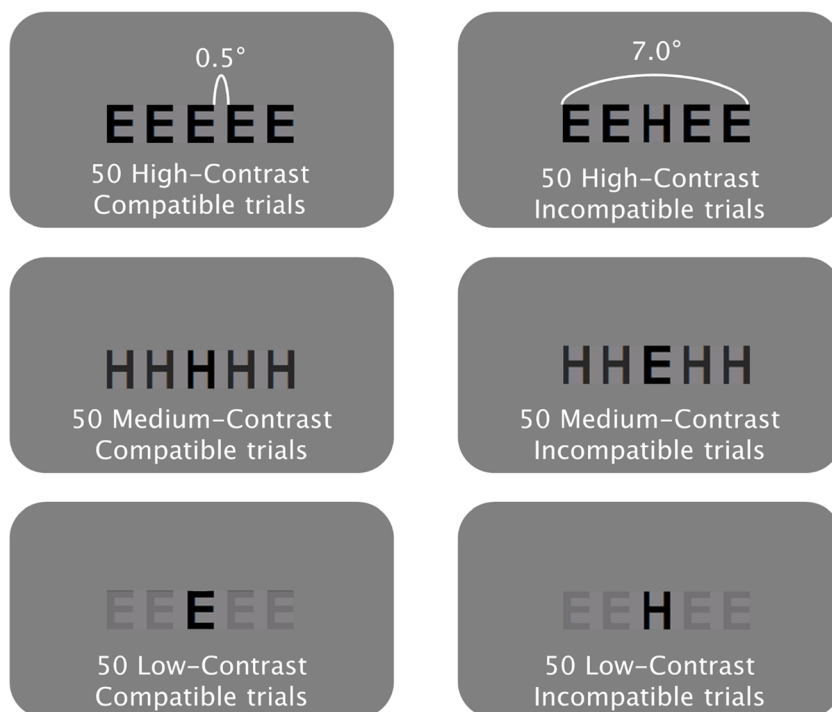 0.5°
EEEEE
50 High-Contrast
Compatible trials
7.0°
EEHEE
50 High-Contrast
Incompatible trials
HHHHH
50 Medium-Contrast
Compatible trials
HHEHH
50 Medium-Contrast
Incompatible trials
EEEEE
50 Low-Contrast
Compatible trials
EEHEE
50 Low-Contrast
Incompatible trials